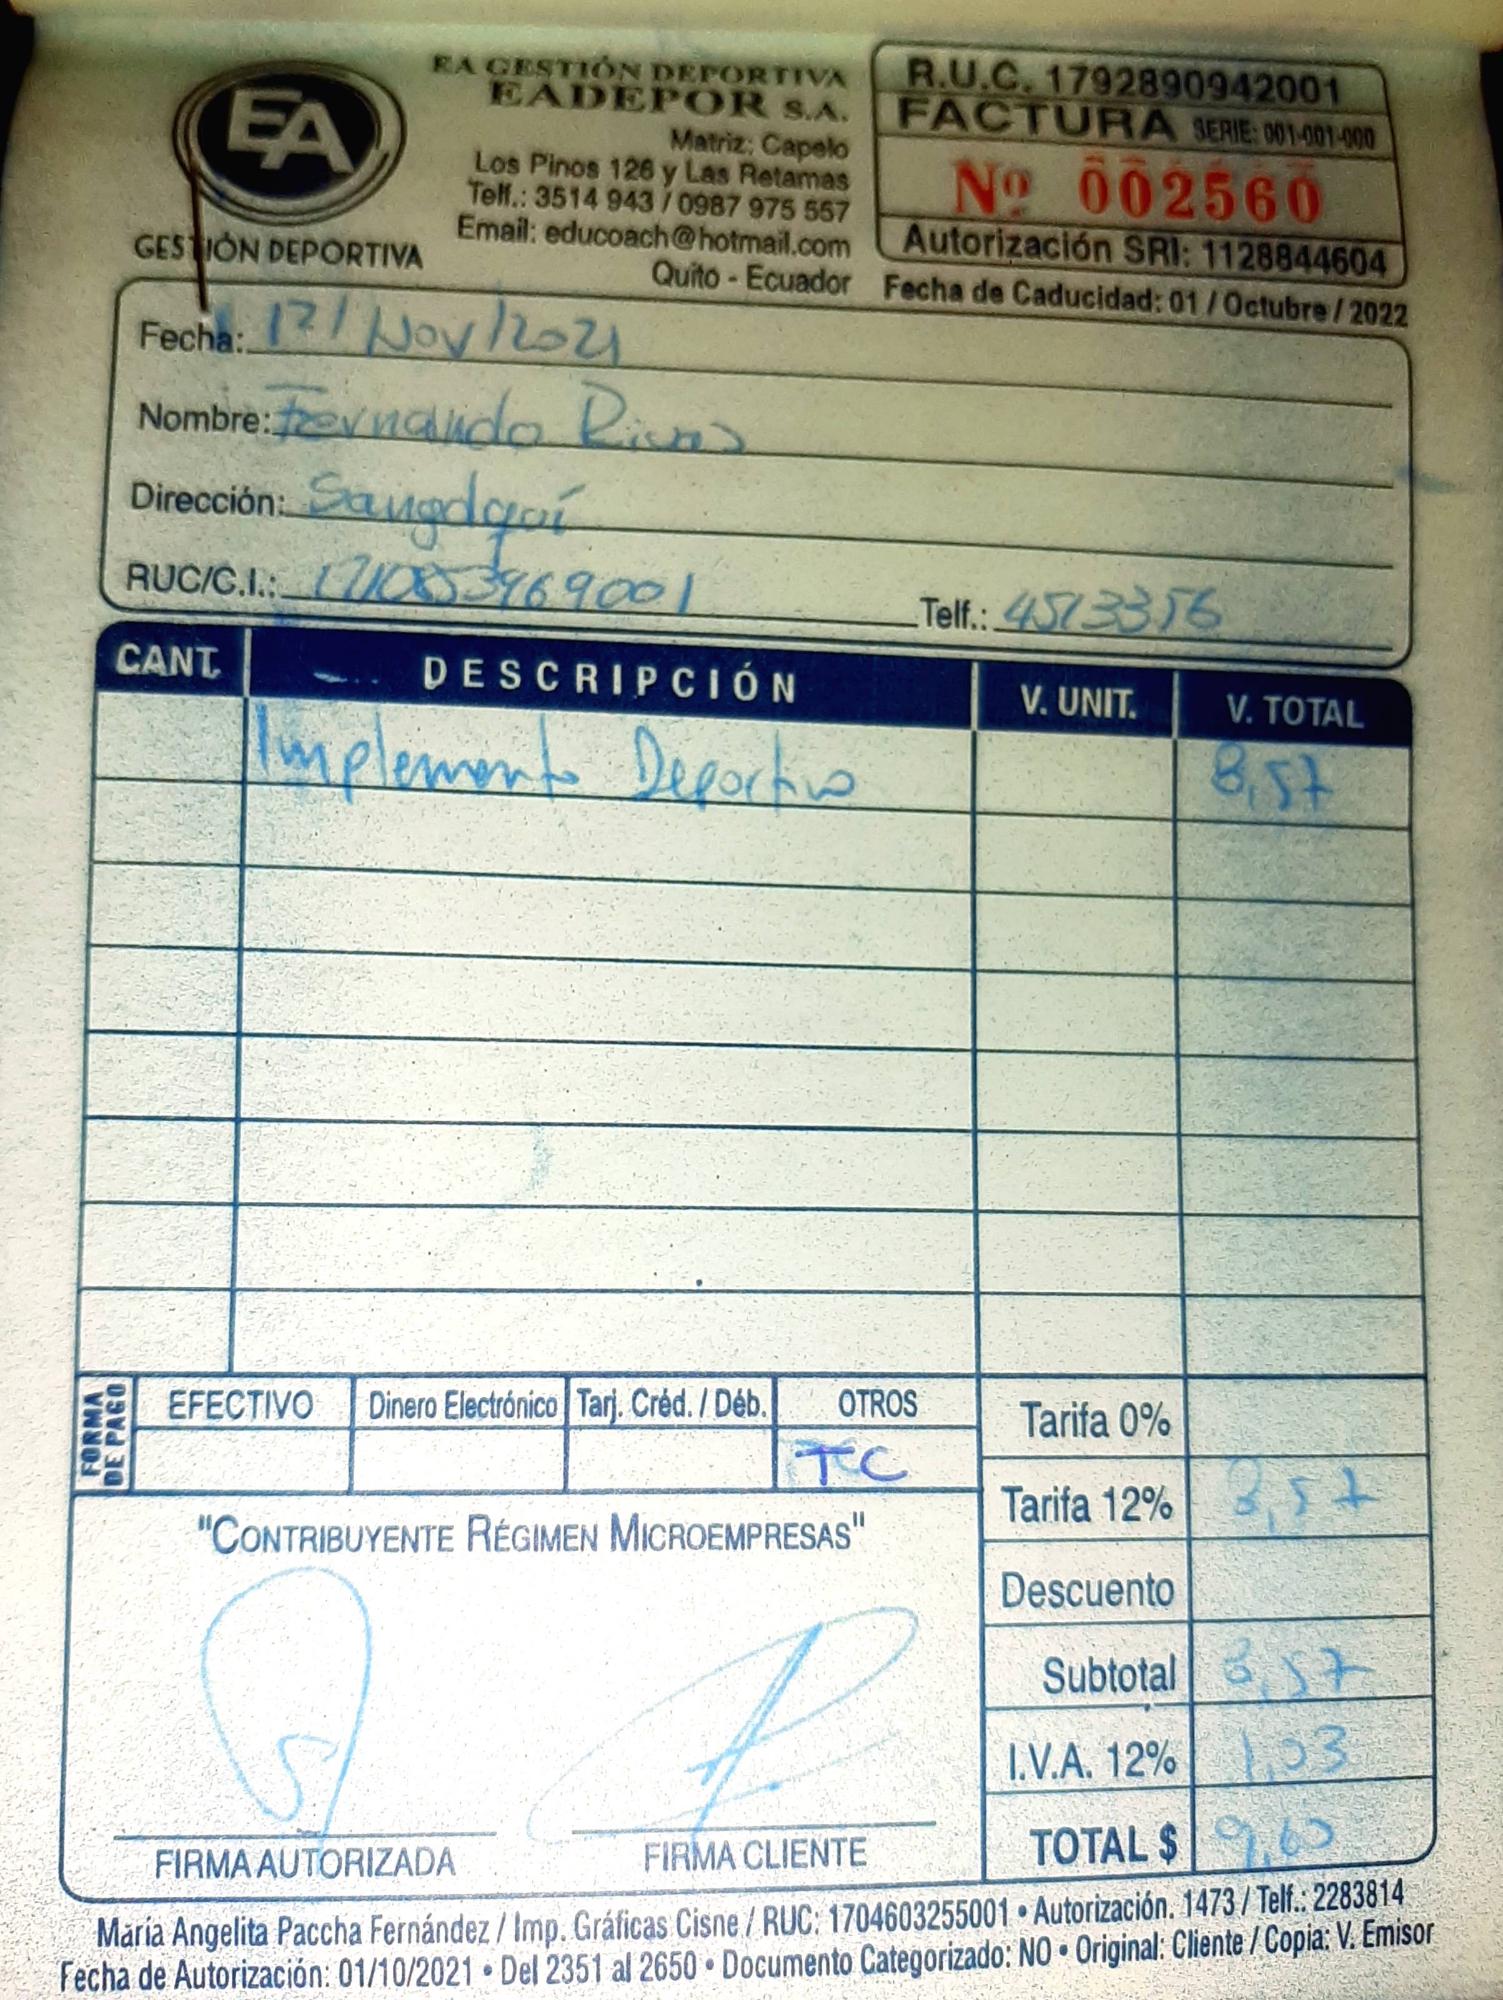 EA
GESTIÓN DEPORTIVA
EA GESTIÓN DEPORTIVA
EADEPOR S.A.
Matriz: Capelo
Los Pinos 126 y Las Retamas
Telf.: 3514 943 / 0987 975 557
Email: educoach@hotmail.com
Quito - Ecuador
R.U.C. 1792890942001
FACTURA SERIE: 001-001-000
Nº 002560
Autorización SRI: 1128844604
Fecha de Caducidad: 01 / Octubre / 2022
Fecha: 17/Nov/2021
Nombre: Fernando Rivas
Dirección: Sangolquí
RUC/C.I.: Telf.: 4513356
CANT. DESCRIPCIÓN V. UNIT. V. TOTAL
Implemento Deportivo 8,57
FORMA DE PAGO
EFECTIVO Dinero Electrónico Tarj. Créd. / Déb. OTROS
TC
Tarifa 0%
Tarifa 12% 8,57
Descuento
Subtotal 8,57
I.V.A. 12% 1,03
TOTAL $ 9,60
"CONTRIBUYENTE RÉGIMEN MICROEMPRESAS"
FIRMA AUTORIZADA FIRMA CLIENTE
María Angelita Paccha Fernández / Imp. Gráficas Cisne / RUC: 1704603255001 • Autorización. 1473 / Telf.: 2283814
Fecha de Autorización: 01/10/2021 • Del 2351 al 2650 • Documento Categorizado: NO • Original: Cliente / Copia: V. Emisor